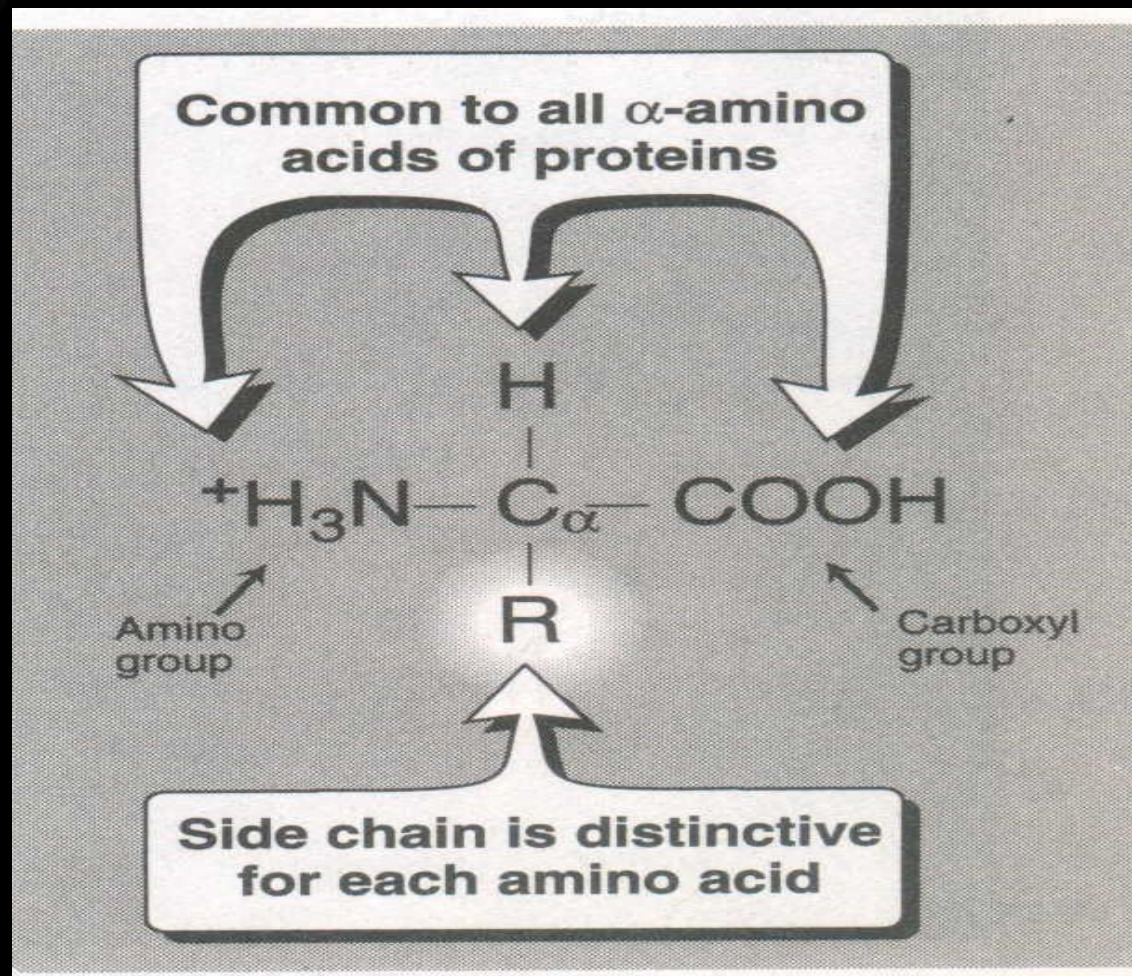 Common to all α-amino
acids of proteins
H
⁺H₃N — Cα — COOH
R
Amino
group
Carboxyl
group
Side chain is distinctive
for each amino acid